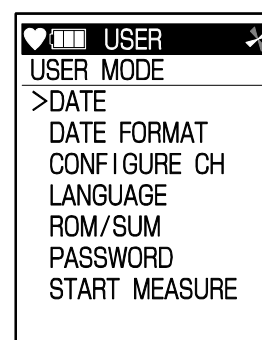 USER
USER MODE
>DATE
DATE FORMAT
CONFIGURE CH
LANGUAGE
ROM/SUM
PASSWORD
START MEASURE